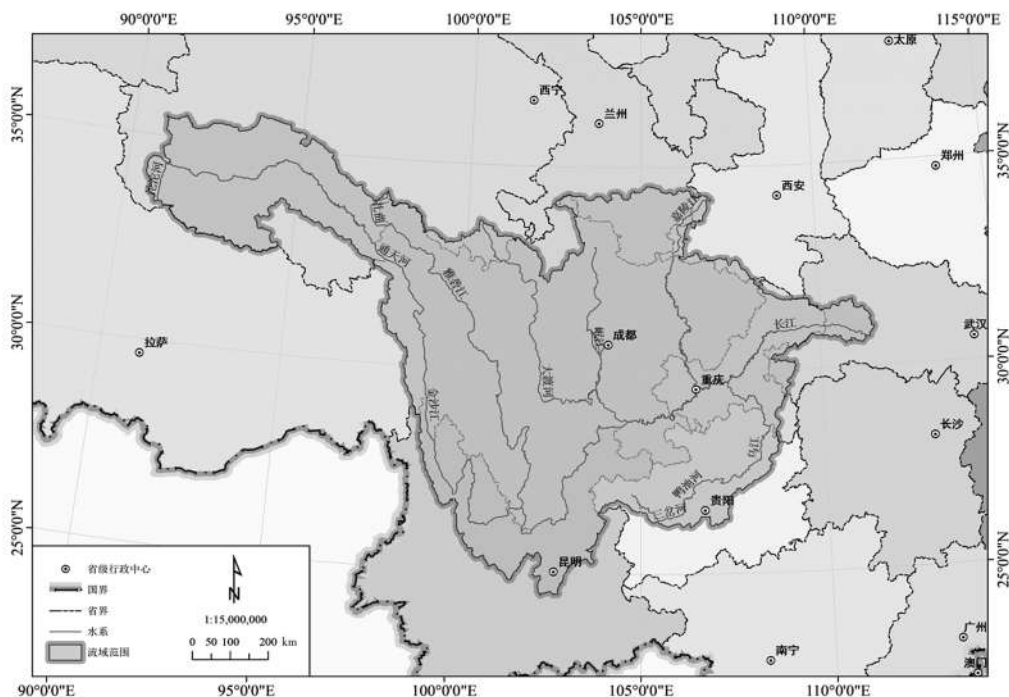 90°0'0"E
95°0'0"E
100°0'0"E
105°0'0"E
110°0'0"E
115°0'0"E
35°0'0"N
30°0'0"N
25°0'0"N
35°0'0"N
30°0'0"N
25°0'0"N
太原
西宁
兰州
郑州
西安
嘉陵江
通天河
雅砻江
长江
武汉
拉萨
岷江
成都
大渡河
重庆
金沙江
长沙
乌江
鸭池河
三岔河
贵阳
昆明
广州
南宁
澳门
省级行政中心
国界
省界
水系
流域范围
N
1:15,000,000
0 50 100 200 km
90°0'0"E
95°0'0"E
100°0'0"E
105°0'0"E
110°0'0"E